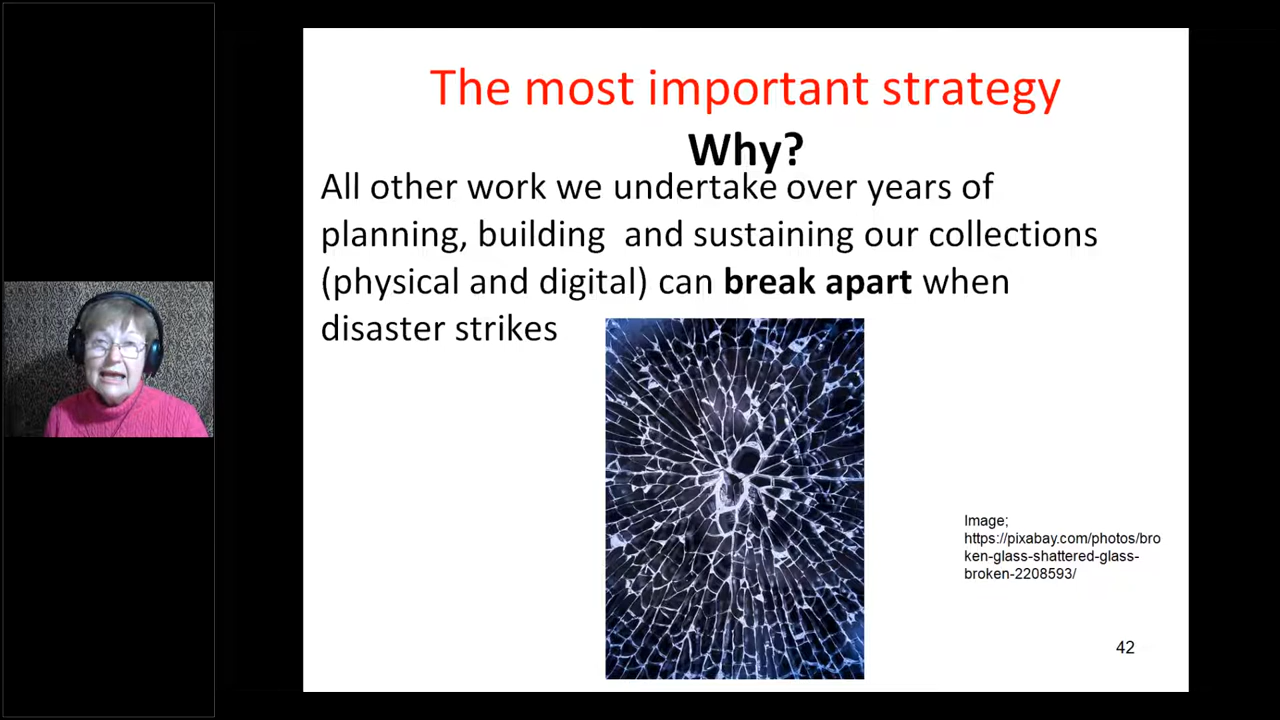 The most important strategy
Why?
All other work we undertake over years of
planning, building  and sustaining our collections
(physical and digital) can break apart when
disaster strikes
Image;
https://pixabay.com/photos/bro
ken-glass-shattered-glass-
broken-2208593/
42